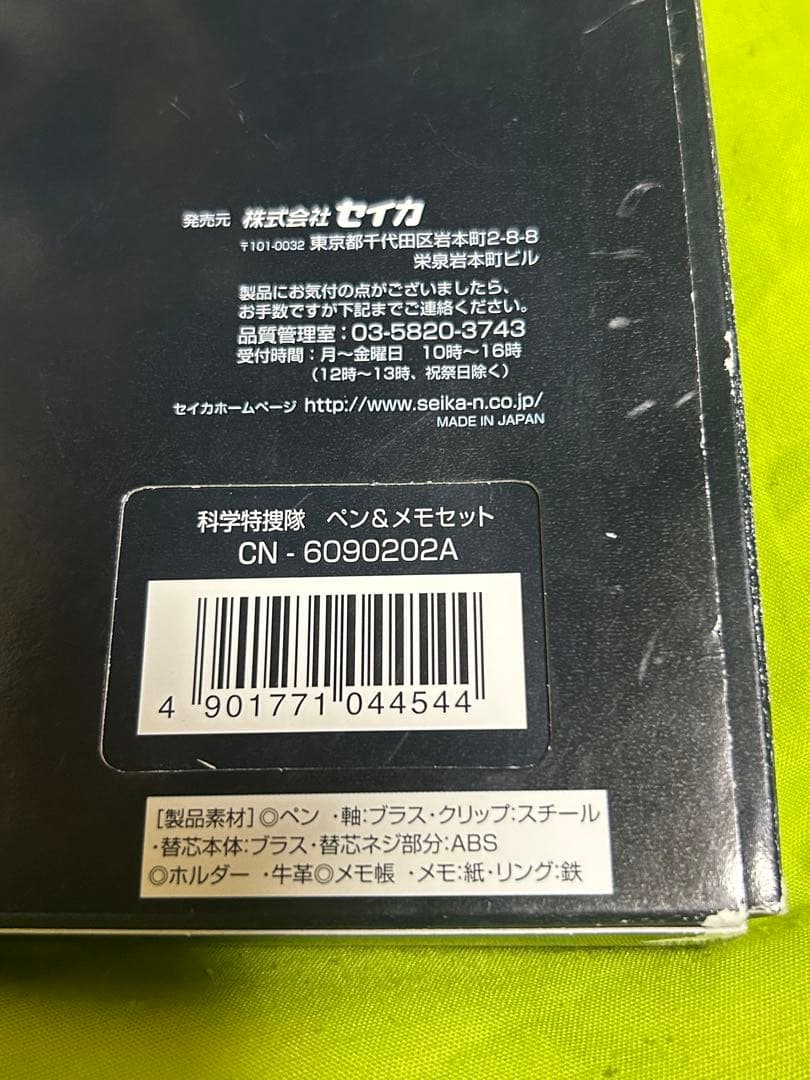 発売元 株式会社 セイカ
〒101-0032 東京都千代田区岩本町2-8-8
栄泉岩本町ビル
製品にお気付の点がございましたら、
お手数ですが下記までご連絡ください。
品質管理室：03-5820-3743
受付時間：月〜金曜日 10時〜16時
（12時〜13時、祝祭日除く）
セイカホームページ http://www.seika-n.co.jp/
MADE IN JAPAN
科学特捜隊 ペン＆メモセット
CN - 6090202A
4 901771 044544
［製品素材］◎ペン ・軸：ブラス・クリップ：スチール
・替芯本体：ブラス・替芯ネジ部分：ABS
◎ホルダー ・牛革◎メモ帳 ・メモ：紙・リング：鉄